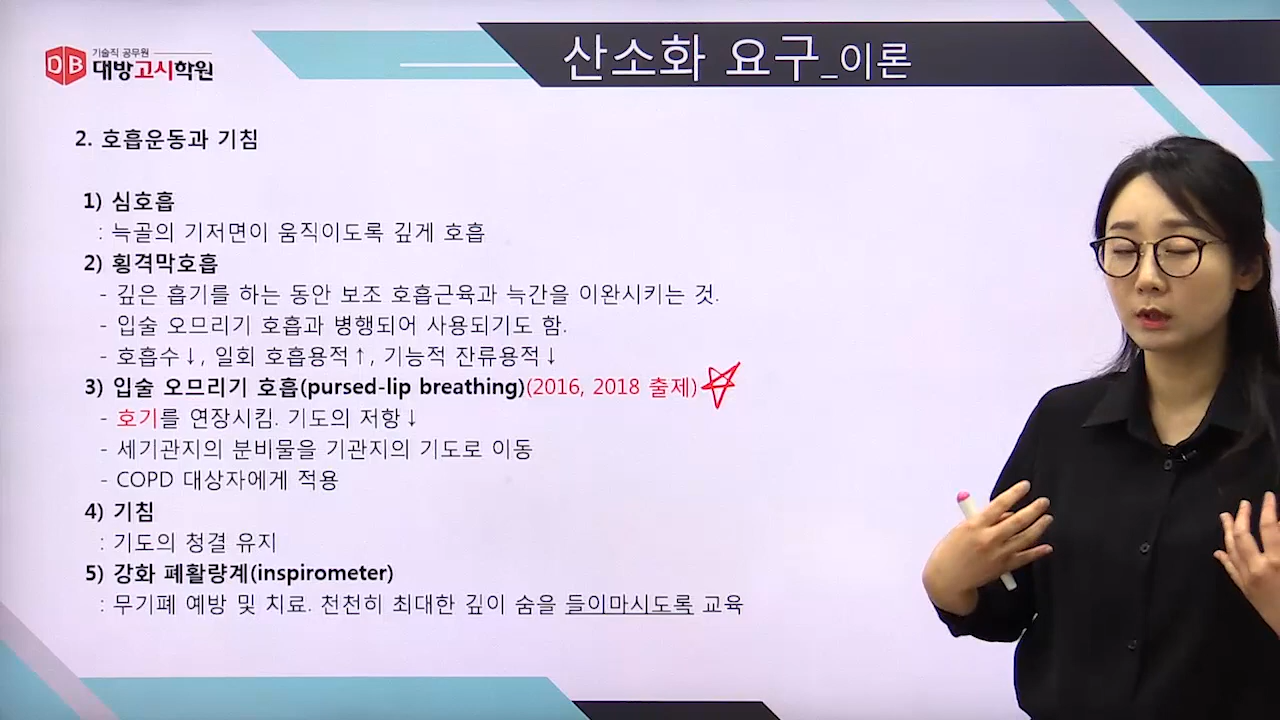 기술직 공무원
DB 대방고시학원
산소화 요구_이론
2. 호흡운동과 기침
1) 심호흡
: 늑골의 기저면이 움직이도록 깊게 호흡
2) 횡격막호흡
- 깊은 흡기를 하는 동안 보조 호흡근육과 늑간을 이완시키는 것.
- 입술 오므리기 호흡과 병행되어 사용되기도 함.
- 호흡수↓, 일회 호흡용적↑, 기능적 잔류용적↓
3) 입술 오므리기 호흡(pursed-lip breathing)(2016, 2018 출제)
- 호기를 연장시킴. 기도의 저항↓
- 세기관지의 분비물을 기관지의 기도로 이동
- COPD 대상자에게 적용
4) 기침
: 기도의 청결 유지
5) 강화 폐활량계(inspirometer)
: 무기폐 예방 및 치료. 천천히 최대한 깊이 숨을 들이마시도록 교육